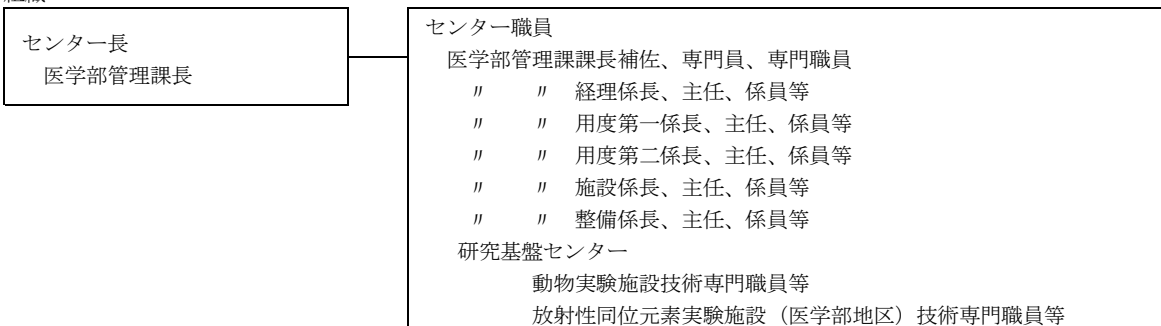 センター長
医学部管理課長
センター職員
医学部管理課課長補佐、専門員、専門職員
〃 〃 経理係長、主任、係員等
〃 〃 用度第一係長、主任、係員等
〃 〃 用度第二係長、主任、係員等
〃 〃 施設係長、主任、係員等
〃 〃 整備係長、主任、係員等
研究基盤センター
動物実験施設技術専門職員等
放射性同位元素実験施設（医学部地区）技術専門職員等